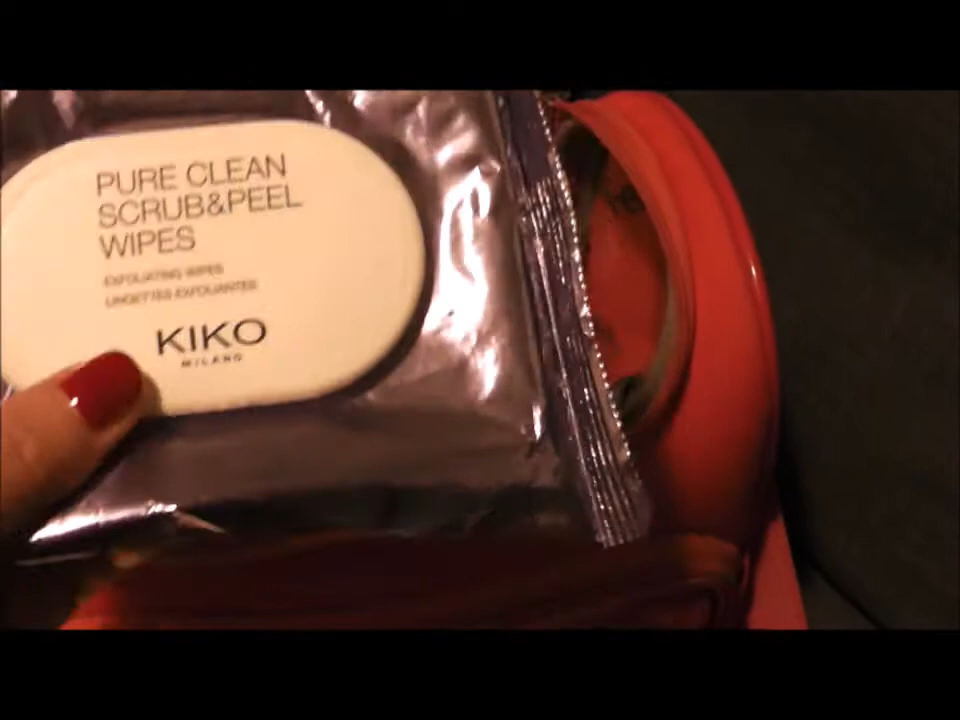 PURE CLEAN
SCRUB&PEEL
WIPES
EXFOLIATING WIPES
LINGETTES EXFOLIANTES
KIKO
MILANO